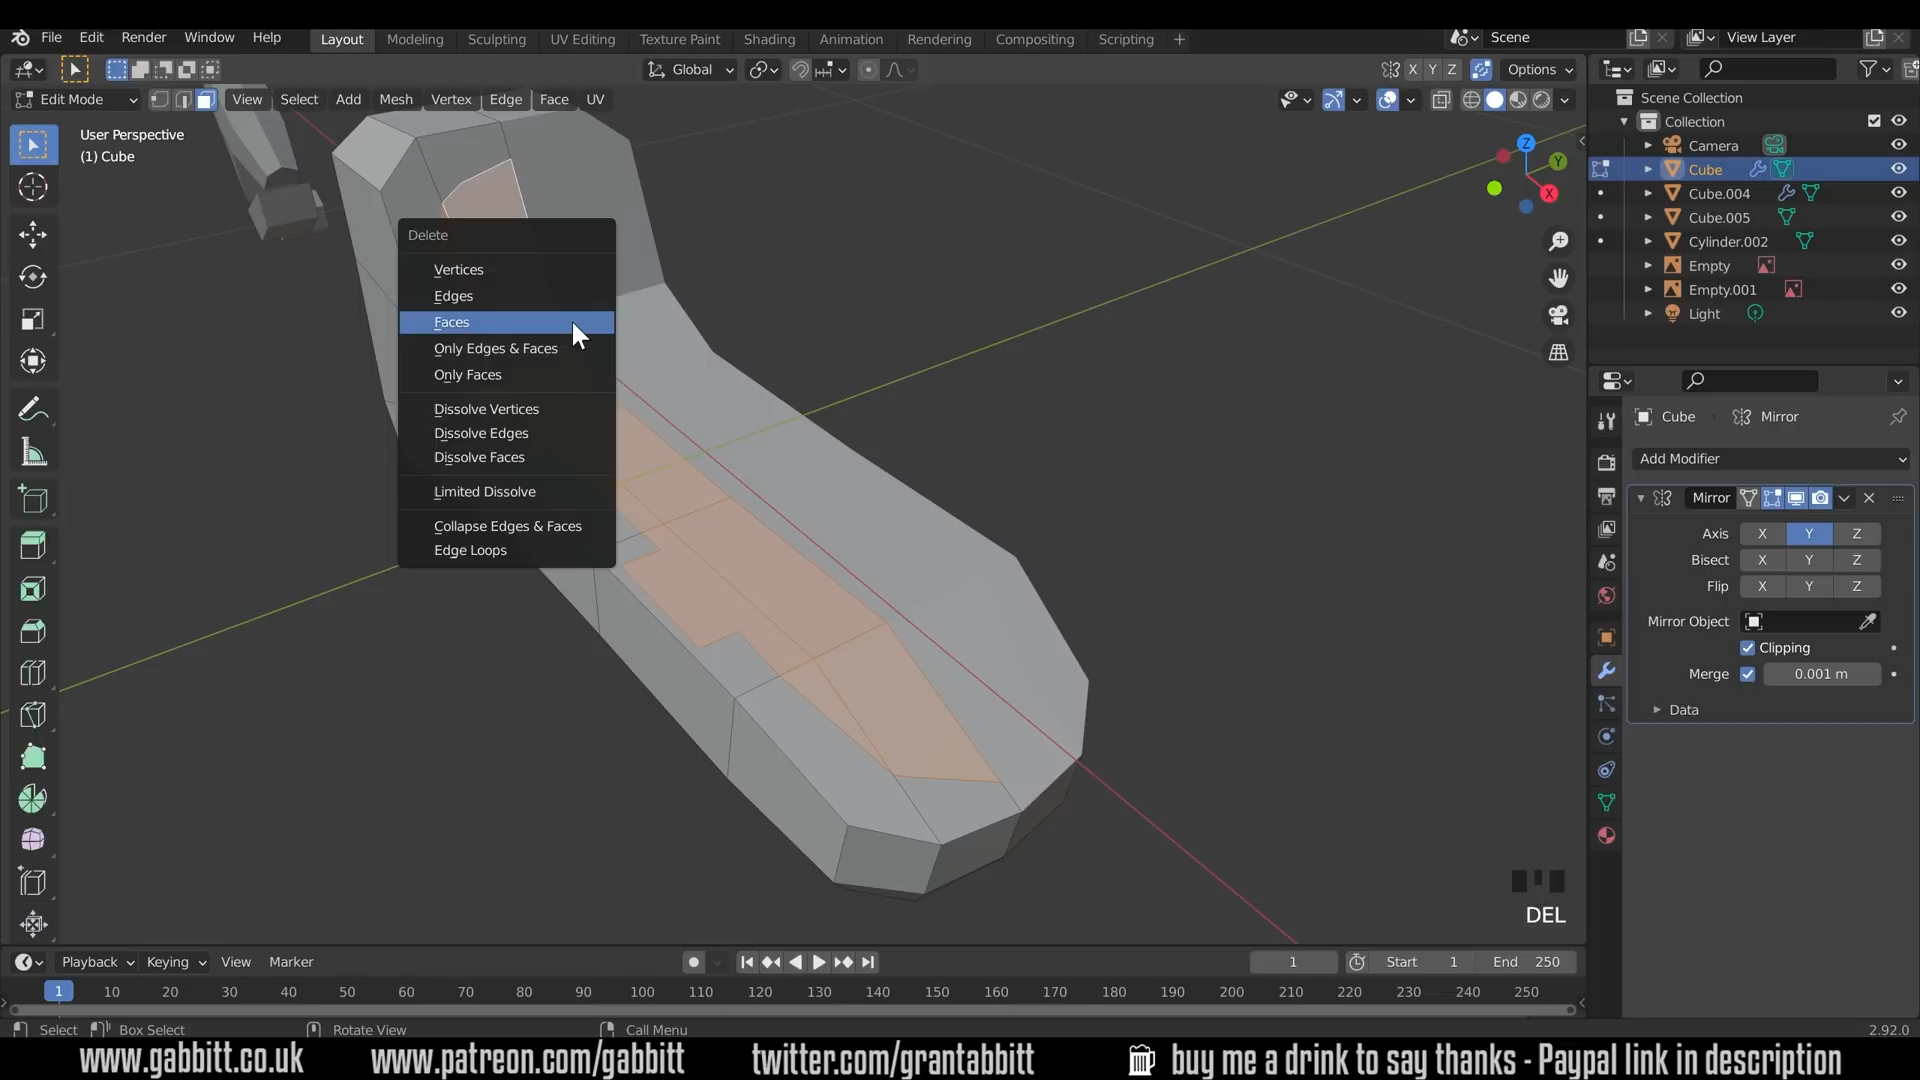 File Edit Render Window Help Layout Modeling Sculpting UV Editing Texture Paint Shading Animation Rendering Compositing Scripting Scene View Layer
Global X Y Z Options
Edit Mode View Select Add Mesh Vertex Edge Face UV
User Perspective
(1) Cube
Z
Y
X
Delete
Vertices
Edges
Faces
Only Edges & Faces
Only Faces
Dissolve Vertices
Dissolve Edges
Dissolve Faces
Limited Dissolve
Collapse Edges & Faces
Edge Loops
DEL
Scene Collection
Collection
Camera
Cube
Cube.004
Cube.005
Cylinder.002
Empty
Empty.001
Light
Cube Mirror
Add Modifier
Mirror
Axis X Y Z
Bisect X Y Z
Flip X Y Z
Mirror Object
Clipping
Merge 0.001 m
Data
Playback Keying View Marker 1 Start 1 End 250
1 10 20 30 40 50 60 70 80 90 100 110 120 130 140 150 160 170 180 190 200 210 220 230 240 250
Select Box Select Rotate View Call Menu 2.92.0
www.gabbitt.co.uk www.patreon.com/gabbitt twitter.com/grantabbitt buy me a drink to say thanks - Paypal link in description